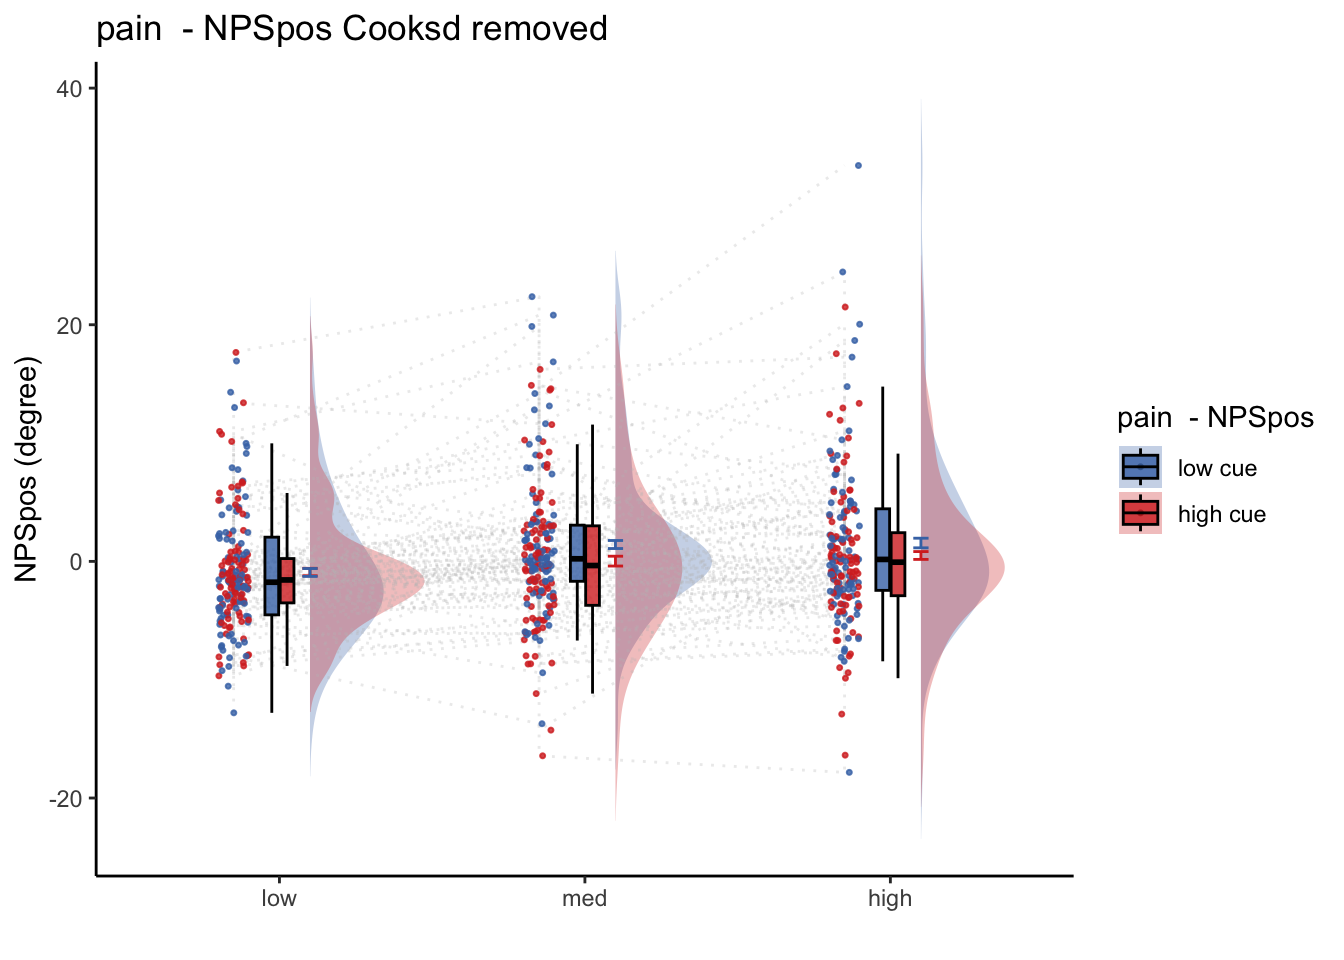 pain  - NPSpos Cooksd removed
NPSpos (degree)
40
20
0
-20
low
med
high
pain  - NPSpos
low cue
high cue